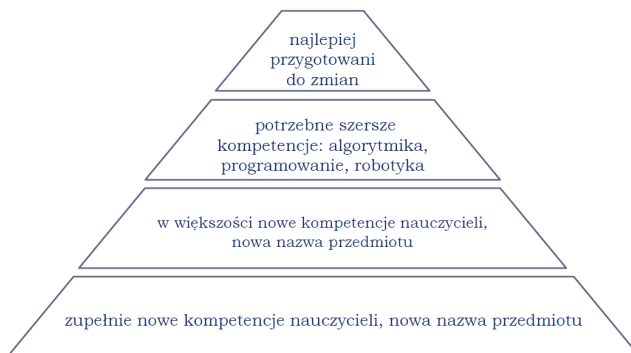 najlepiej
przygotowani
do zmian
potrzebne szersze
kompetencje: algorytmika,
programowanie, robotyka
w większości nowe kompetencje nauczycieli,
nowa nazwa przedmiotu
zupełnie nowe kompetencje nauczycieli, nowa nazwa przedmiotu